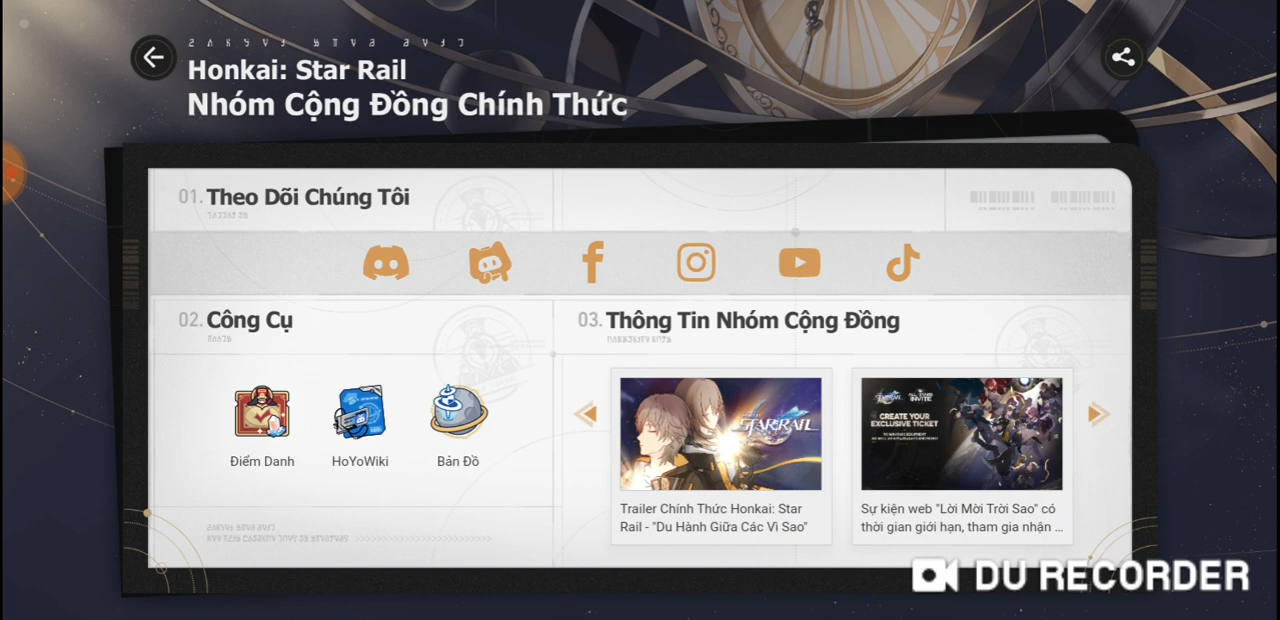 Honkai: Star Rail
Nhóm Cộng Đồng Chính Thức
01. Theo Dõi Chúng Tôi
02. Công Cụ
03. Thông Tin Nhóm Cộng Đồng
Điểm Danh
HoYoWiki
Bản Đồ
STAR RAIL
Trailer Chính Thức Honkai: Star
Rail - "Du Hành Giữa Các Vì Sao"
INVITE
CREATE YOUR
EXCLUSIVE TICKET
Sự kiện web "Lời Mời Trời Sao" có
thời gian giới hạn, tham gia nhận ...
DU RECORDER